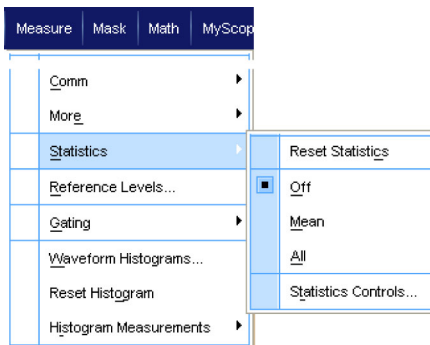 Measure Mask Math MyScop
Comm
More
Statistics
Reference Levels...
Gating
Waveform Histograms...
Reset Histogram
Histogram Measurements
Reset Statistics
Off
Mean
All
Statistics Controls...